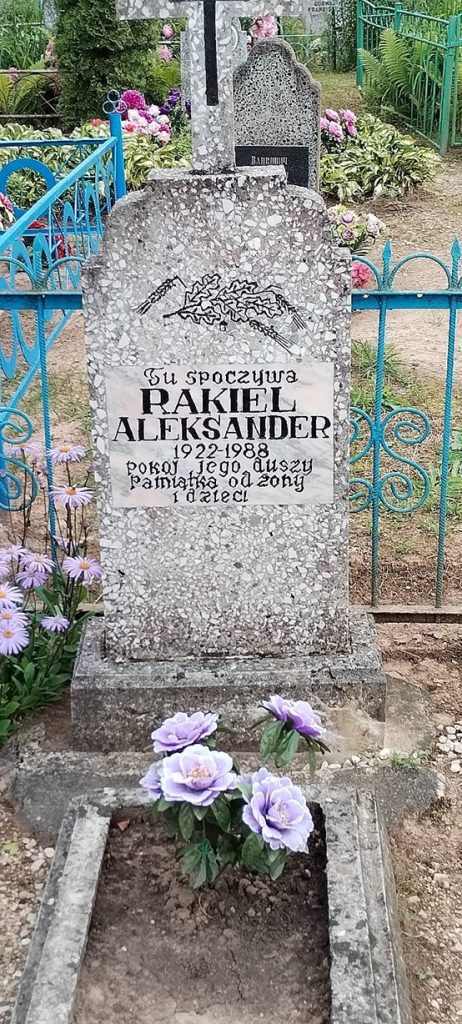 Tu spoczywa
RAKIEL
ALEKSANDER
1922-1988
pokój jego duszy
Pamiątka od żony
i dzieci